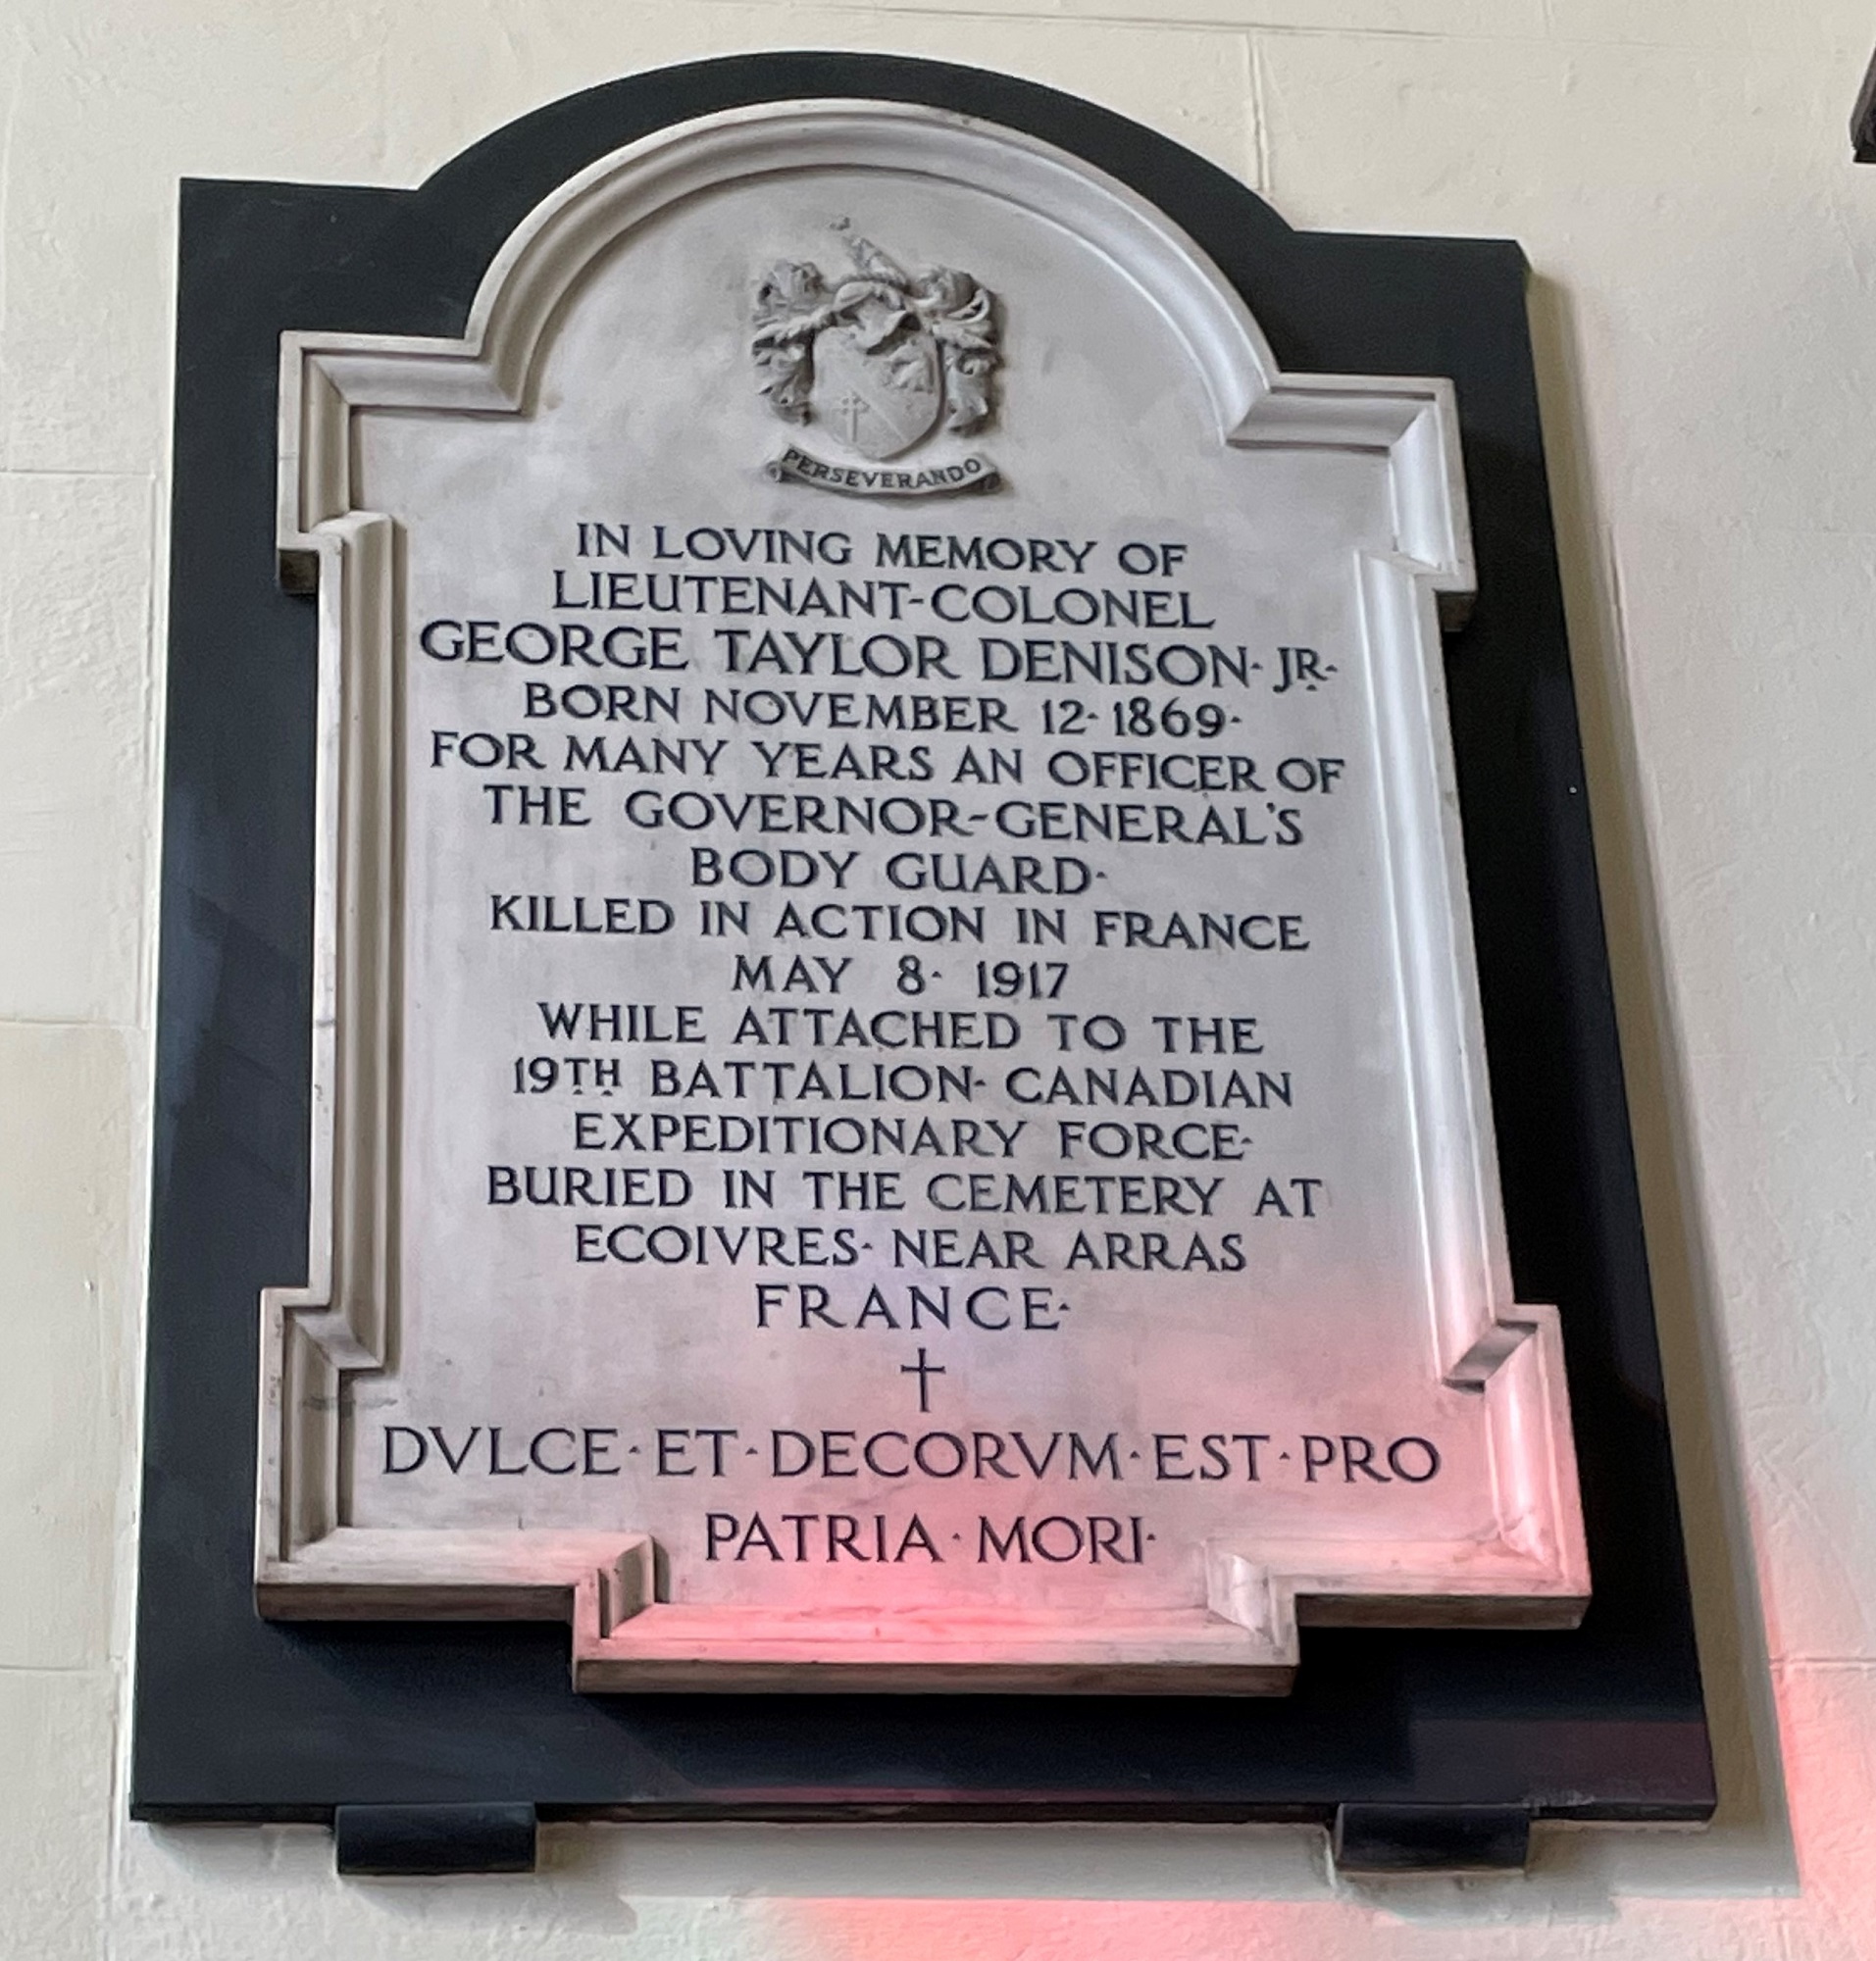 PERSEVERANDO
IN LOVING MEMORY OF
LIEUTENANT-COLONEL
GEORGE TAYLOR DENISON· JR·
BORN NOVEMBER 12· 1869·
FOR MANY YEARS AN OFFICER OF
THE GOVERNOR-GENERAL'S
BODY GUARD·
KILLED IN ACTION IN FRANCE
MAY 8· 1917
WHILE ATTACHED TO THE
19TH BATTALION· CANADIAN
EXPEDITIONARY FORCE·
BURIED IN THE CEMETERY AT
ECOIVRES· NEAR ARRAS
FRANCE·
DVLCE·ET·DECORVM·EST·PRO
PATRIA·MORI·